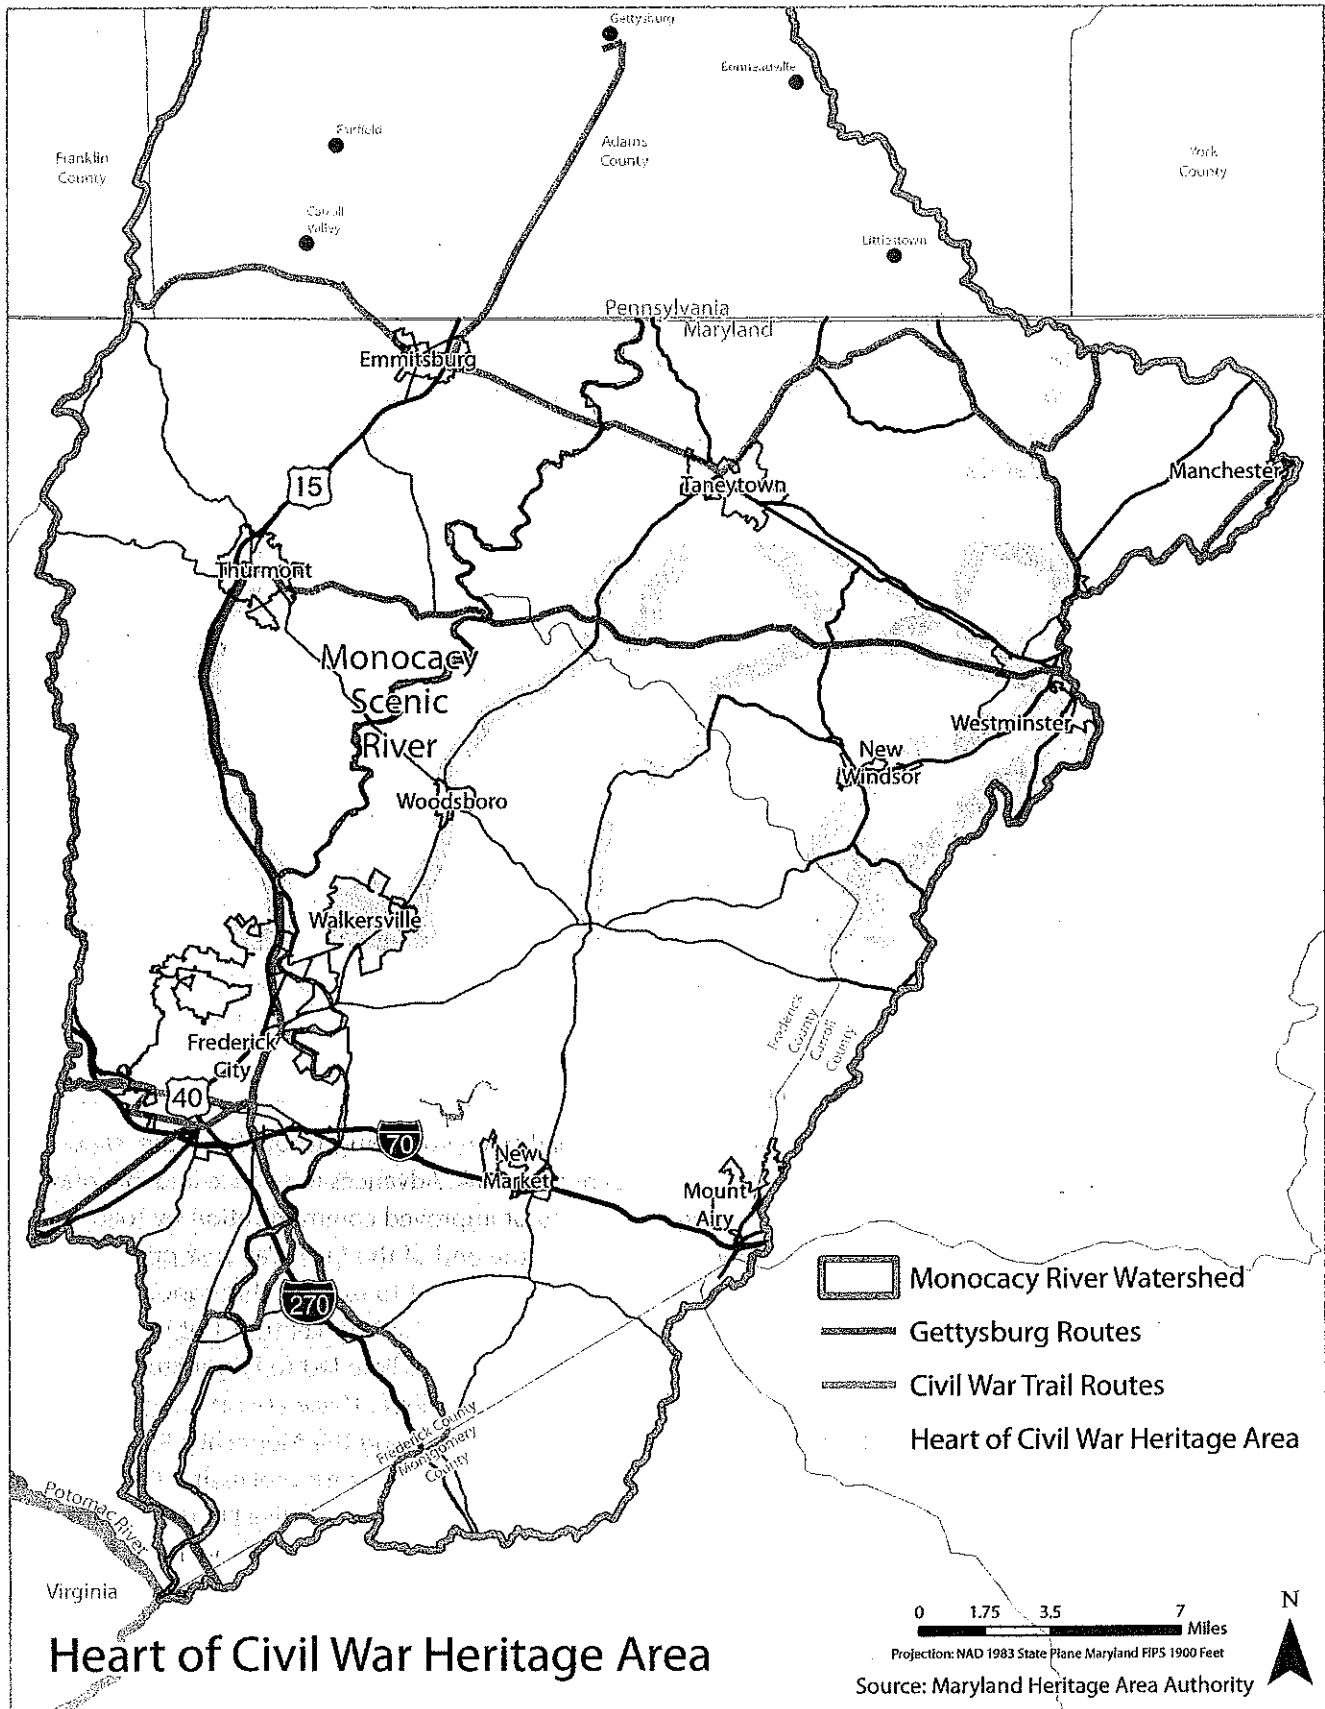 Gettysburg
Bonneauville
Fairfield
Franklin
County
Adams
County
York
County
Carroll
Valley
Littlestown
Pennsylvania
Maryland
Emmitsburg
15
Taneytown
Manchester
Thurmont
Monocacy
Scenic
River
Westminster
New
Windsor
Woodsboro
Walkersville
Frederick
County
Carroll
County
Frederick
City
40
70
New
Market
Mount
Airy
270
Monocacy River Watershed
Gettysburg Routes
Civil War Trail Routes
Heart of Civil War Heritage Area
Frederick County
Montgomery
County
Potomac River
Virginia
N
0 1.75 3.5 7
Miles
Projection: NAD 1983 State Plane Maryland FIPS 1900 Feet
Heart of Civil War Heritage Area
Source: Maryland Heritage Area Authority